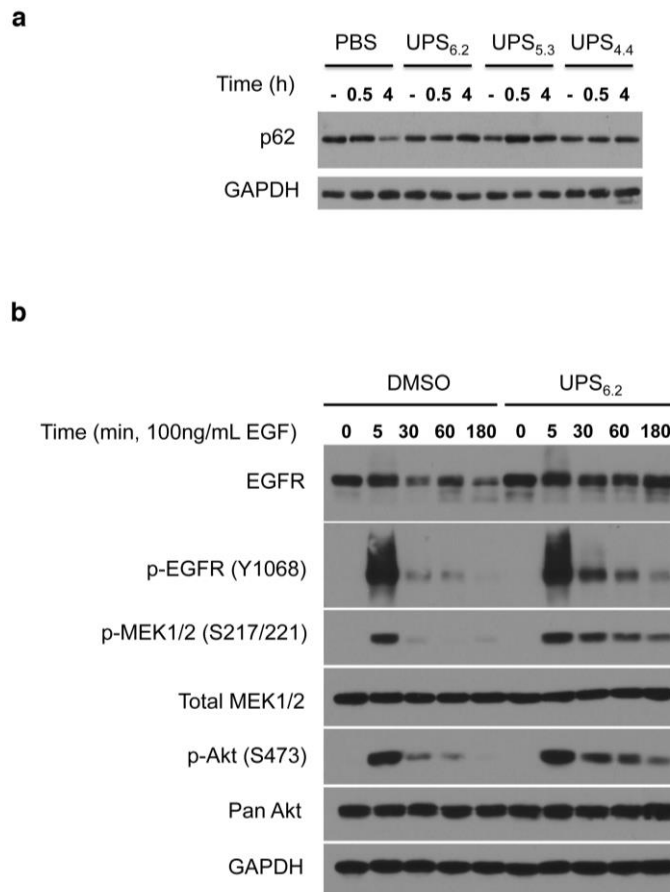 a
PBS UPS6.2 UPS5.3 UPS4.4
Time (h) - 0.5 4 - 0.5 4 - 0.5 4 - 0.5 4
p62
GAPDH
b
DMSO UPS6.2
Time (min, 100ng/mL EGF) 0 5 30 60 180 0 5 30 60 180
EGFR
p-EGFR (Y1068)
p-MEK1/2 (S217/221)
Total MEK1/2
p-Akt (S473)
Pan Akt
GAPDH